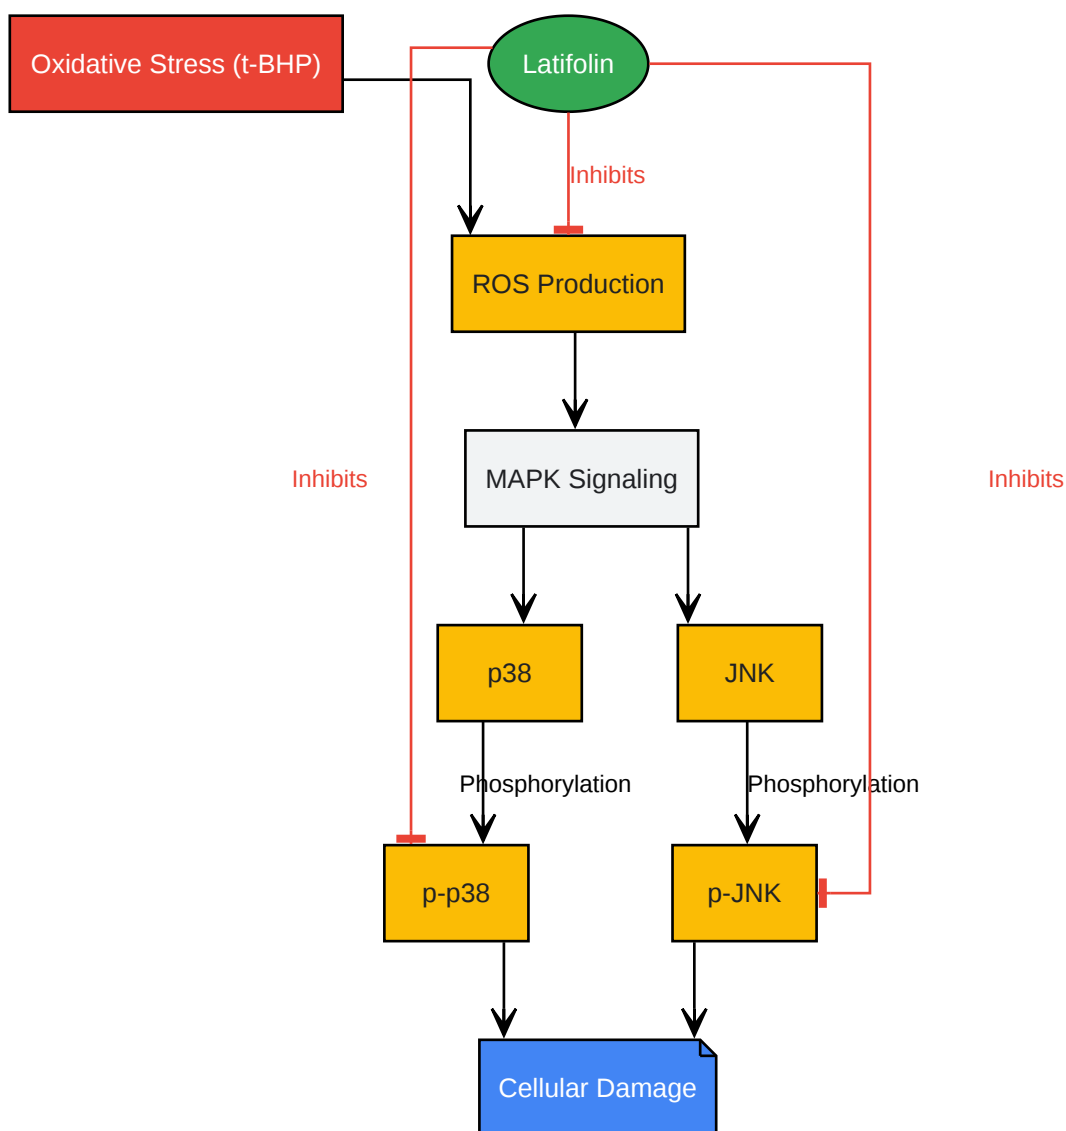 Oxidative Stress (t-BHP)
Latifolin
Inhibits
ROS Production
Inhibits
MAPK Signaling
Inhibits
p38
JNK
Phosphorylation
Phosphorylation
p-p38
p-JNK
Cellular Damage